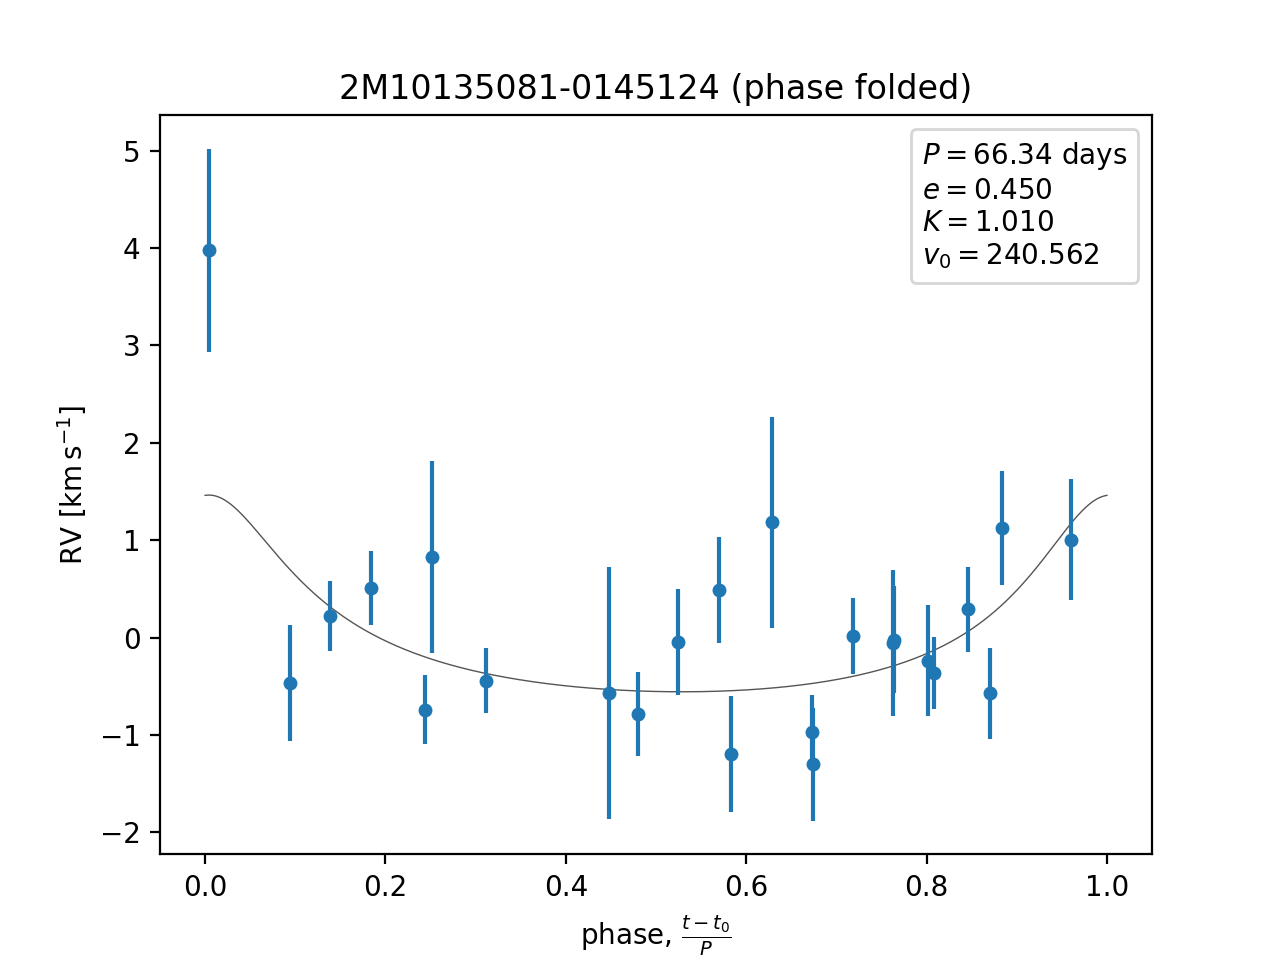 2M10135081-0145124 (phase folded)
P = 66.34 days
e = 0.450
K = 1.010
v₀ = 240.562
RV [km s⁻¹]
5
4
3
2
1
0
−1
−2
0.0 0.2 0.4 0.6 0.8 1.0
phase, (t − t₀)/P